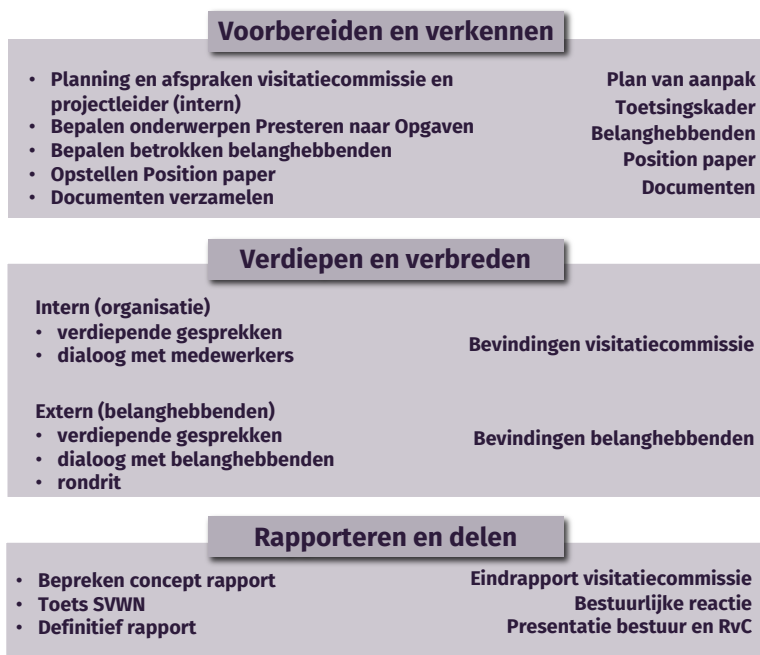 Voorbereiden en verkennen
• Planning en afspraken visitatiecommissie en
projectleider (intern)
• Bepalen onderwerpen Presteren naar Opgaven
• Bepalen betrokken belanghebbenden
• Opstellen Position paper
• Documenten verzamelen
Plan van aanpak
Toetsingskader
Belanghebbenden
Position paper
Documenten
Verdiepen en verbreden
Intern (organisatie)
• verdiepende gesprekken
• dialoog met medewerkers
Bevindingen visitatiecommissie
Extern (belanghebbenden)
• verdiepende gesprekken
• dialoog met belanghebbenden
• rondrit
Bevindingen belanghebbenden
Rapporteren en delen
• Bepreken concept rapport
• Toets SVWN
• Definitief rapport
Eindrapport visitatiecommissie
Bestuurlijke reactie
Presentatie bestuur en RvC